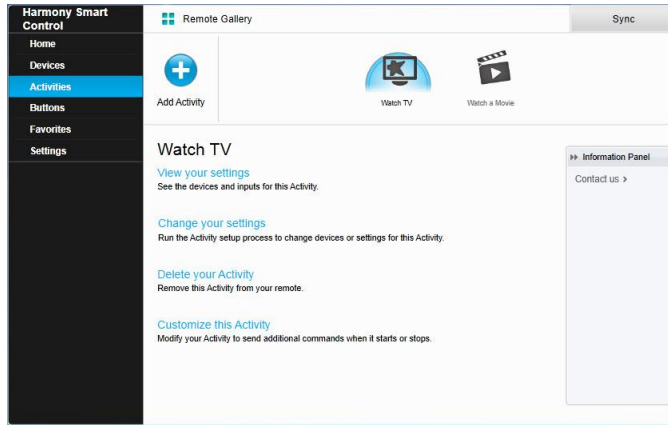 Harmony Smart
Control
Home
Devices
Activities
Buttons
Favorites
Settings
Remote Gallery
Sync
Add Activity
Watch TV
Watch a Movie
Watch TV
View your settings
See the devices and inputs for this Activity.
Change your settings
Run the Activity setup process to change devices or settings for this Activity.
Delete your Activity
Remove this Activity from your remote.
Customize this Activity
Modify your Activity to send additional commands when it starts or stops.
Information Panel
Contact us >